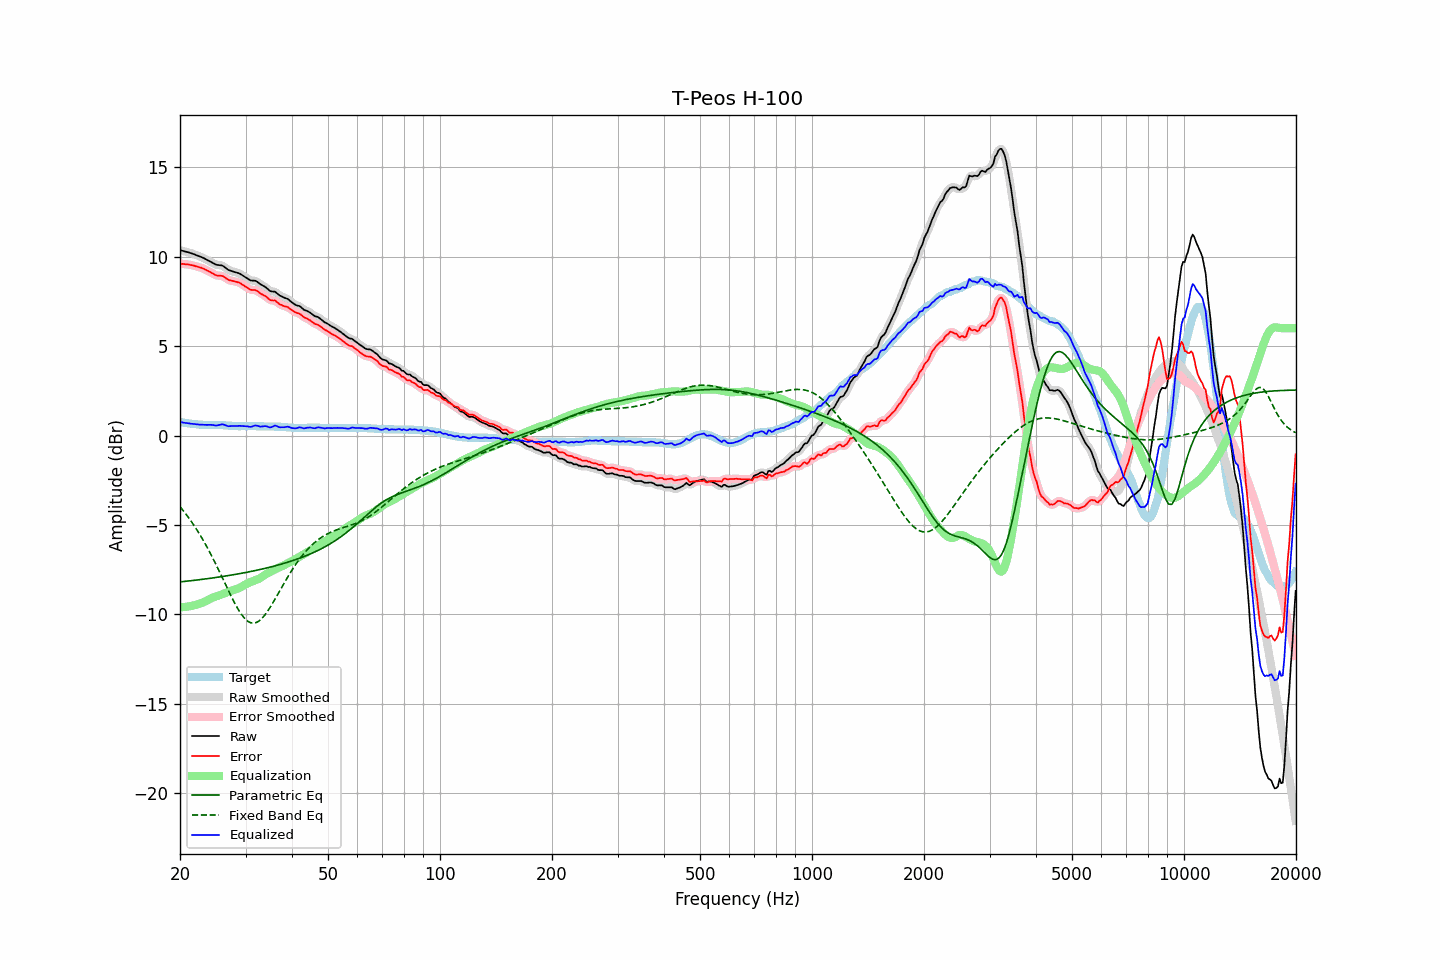 T-Peos H-100
Amplitude (dBr)
15
10
5
0
−5
−10
−15
−20
Target
Raw Smoothed
Error Smoothed
Raw
Error
Equalization
Parametric Eq
Fixed Band Eq
Equalized
20 50 100 200 500 1000 2000 5000 10000 20000
Frequency (Hz)